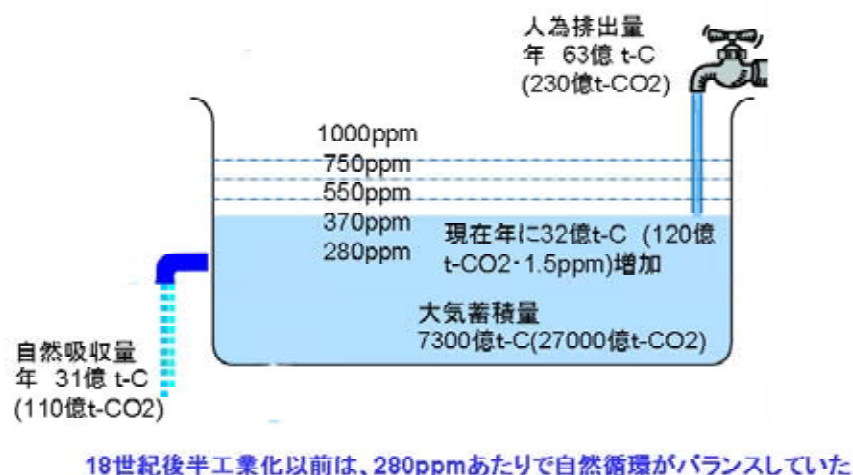 人為排出量
年 63億 t-C
(230億t-CO2)
1000ppm
750ppm
550ppm
370ppm
280ppm
現在年に32億t-C (120億
t-CO2・1.5ppm)増加
大気蓄積量
7300億t-C(27000億t-CO2)
自然吸収量
年 31億 t-C
(110億t-CO2)
18世紀後半工業化以前は、280ppmあたりで自然循環がバランスしていた